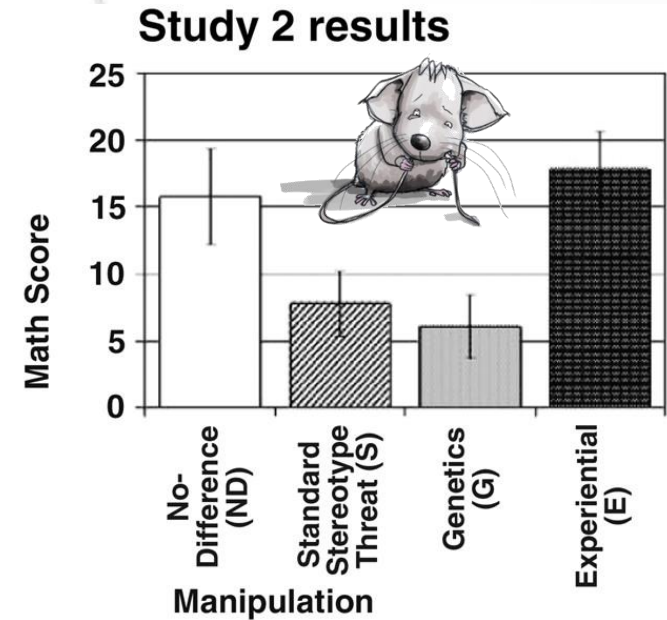 Study 2 results
25
20
15
10
5
0
Math Score
No-
Difference
(ND)
Standard
Stereotype
Threat (S)
Genetics
(G)
Experiential
(E)
Manipulation